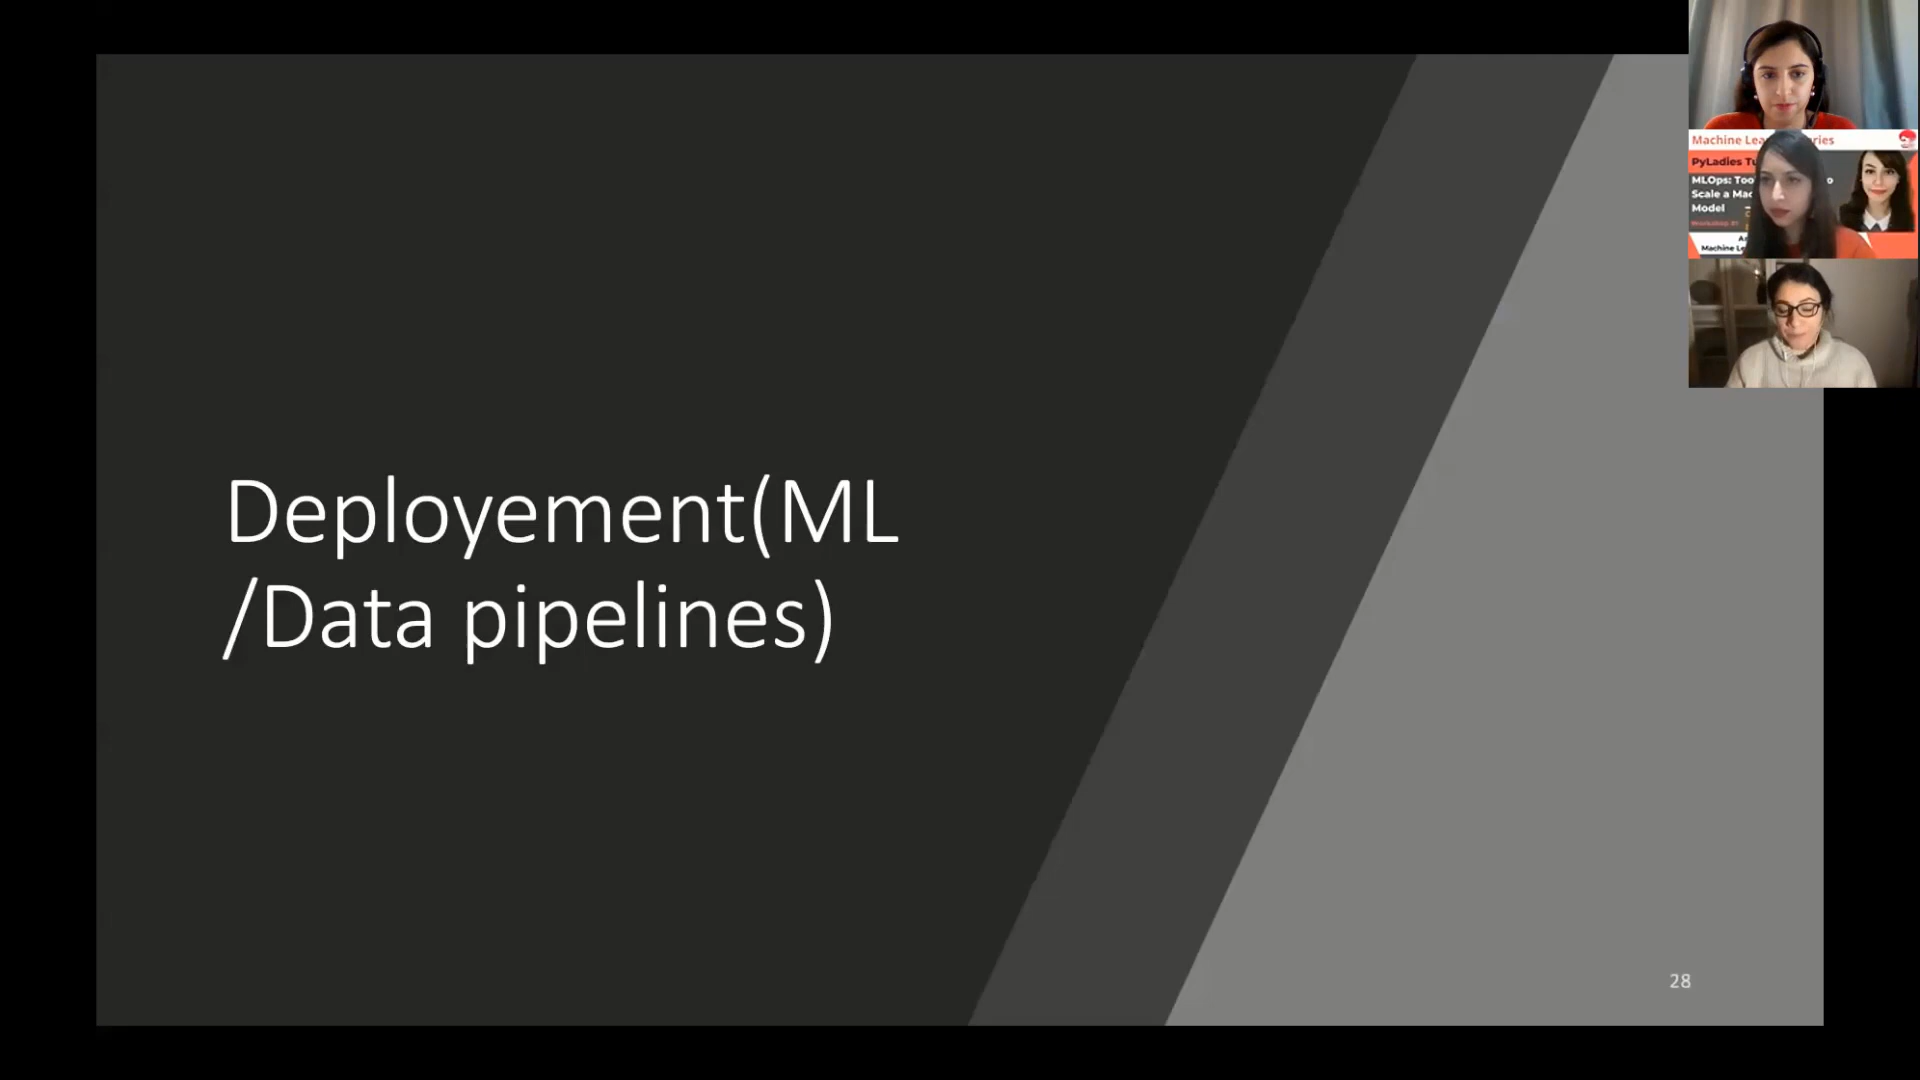 Deployement(ML
/Data pipelines)
28
Machine Lea ries
PyLadies Tu
MLOps: Too o
Scale a Mac
Model
Machine Le